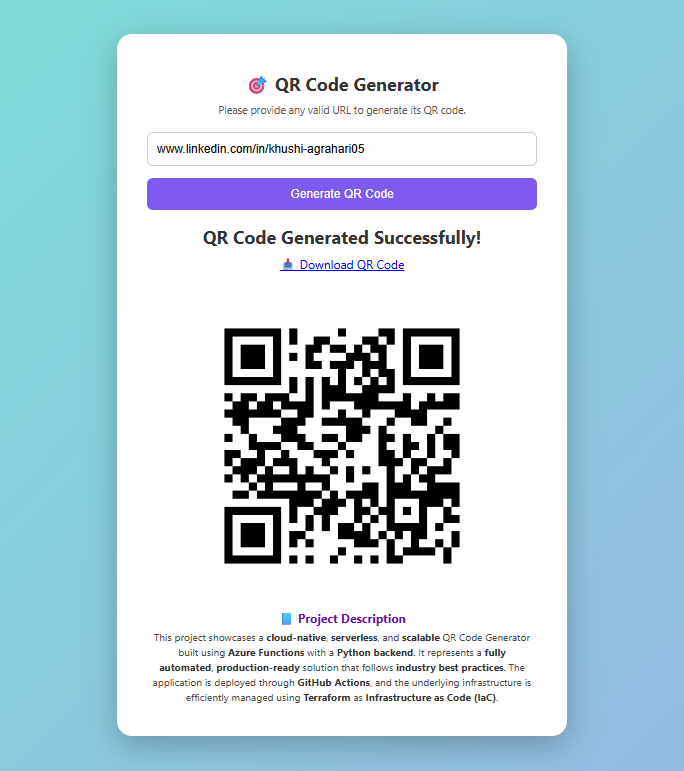 QR Code Generator
Please provide any valid URL to generate its QR code.
www.linkedin.com/in/khushi-agrahari05
Generate QR Code
QR Code Generated Successfully!
Download QR Code
Project Description
This project showcases a cloud-native, serverless, and scalable QR Code Generator
built using Azure Functions with a Python backend. It represents a fully
automated, production-ready solution that follows industry best practices. The
application is deployed through GitHub Actions, and the underlying infrastructure is
efficiently managed using Terraform as Infrastructure as Code (IaC).